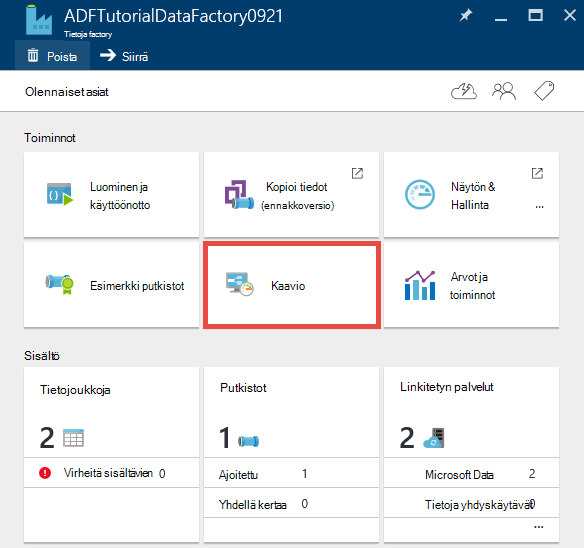 ADFTutorialDataFactory0921
Tietoja factory
Poista
Siirrä
Olennaiset asiat
Toiminnot
Luominen ja
käyttöönotto
Kopioi tiedot
(ennakkoversio)
Näytön &
Hallinta
...
Esimerkki putkistot
Kaavio
Arvot ja
toiminnot
Sisältö
Tietojoukkoja
2
Virheitä sisältävien 0
Putkistot
1
Ajoitettu 1
Yhdellä kertaa 0
Linkitetyn palvelut
2
Microsoft Data 2
Tietoja yhdyskäytävät 0
...